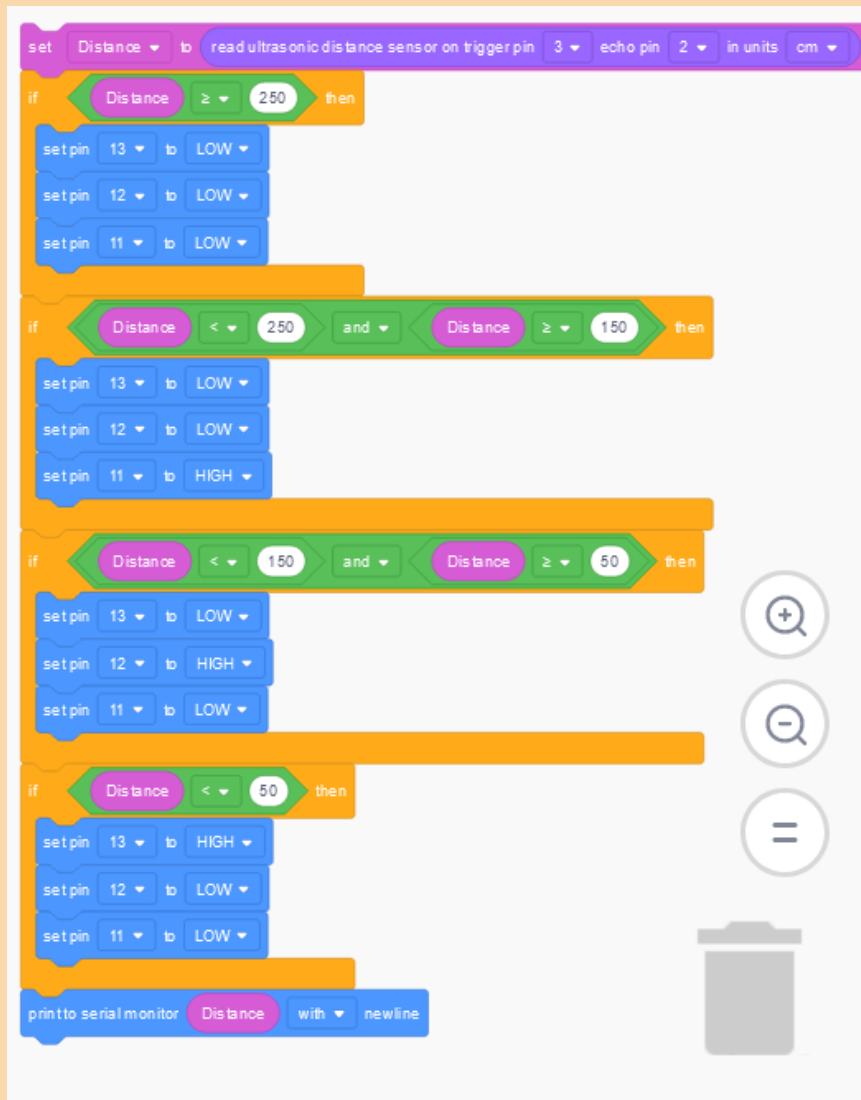 set Distance to read ultrasonic distance sensor on trigger pin 3 echo pin 2 in units cm
if Distance ≥ 250 then
set pin 13 to LOW
set pin 12 to LOW
set pin 11 to LOW
if Distance < 250 and Distance ≥ 150 then
set pin 13 to LOW
set pin 12 to LOW
set pin 11 to HIGH
if Distance < 150 and Distance ≥ 50 then
set pin 13 to LOW
set pin 12 to HIGH
set pin 11 to LOW
if Distance < 50 then
set pin 13 to HIGH
set pin 12 to LOW
set pin 11 to LOW
print to serial monitor Distance with newline